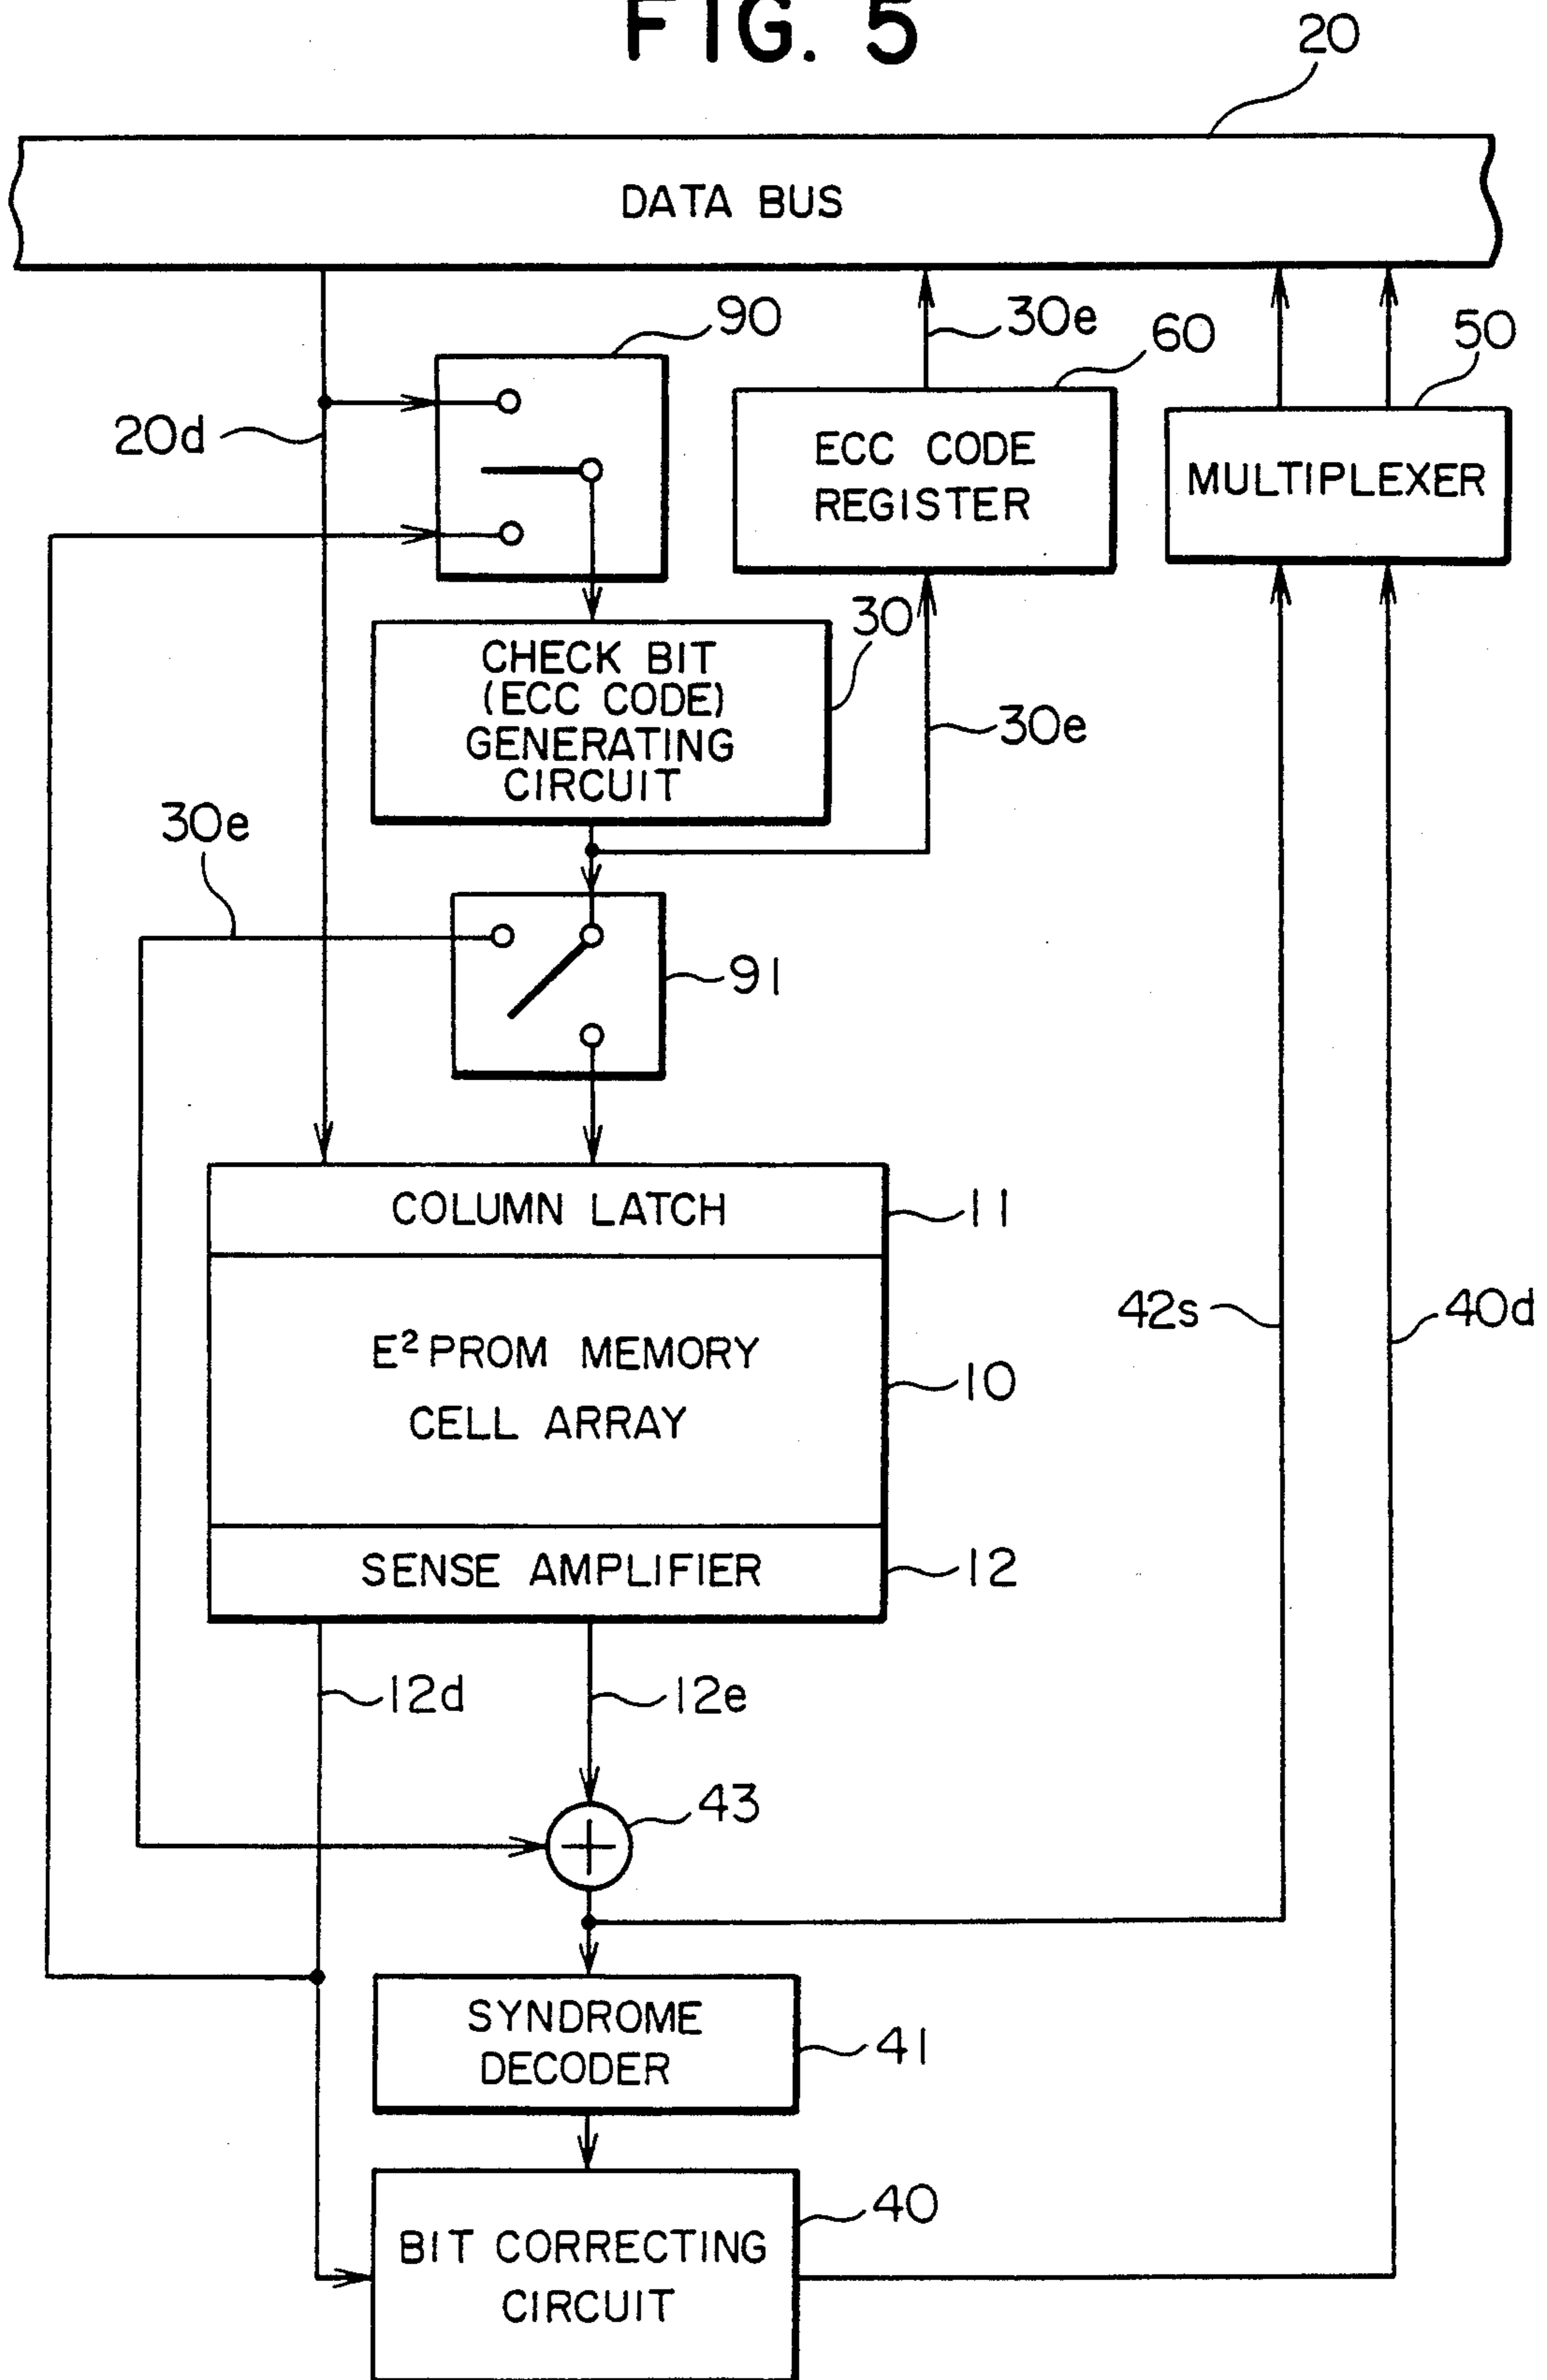 FIG. 5
20
DATA BUS
90
30e
60
50
20d
ECC CODE
REGISTER
MULTIPLEXER
30
CHECK BIT
(ECC CODE)
GENERATING
CIRCUIT
30e
30e
91
COLUMN LATCH
11
42s
40d
E² PROM MEMORY
CELL ARRAY
10
SENSE AMPLIFIER
12
12d
12e
43
SYNDROME
DECODER
41
40
BIT CORRECTING
CIRCUIT